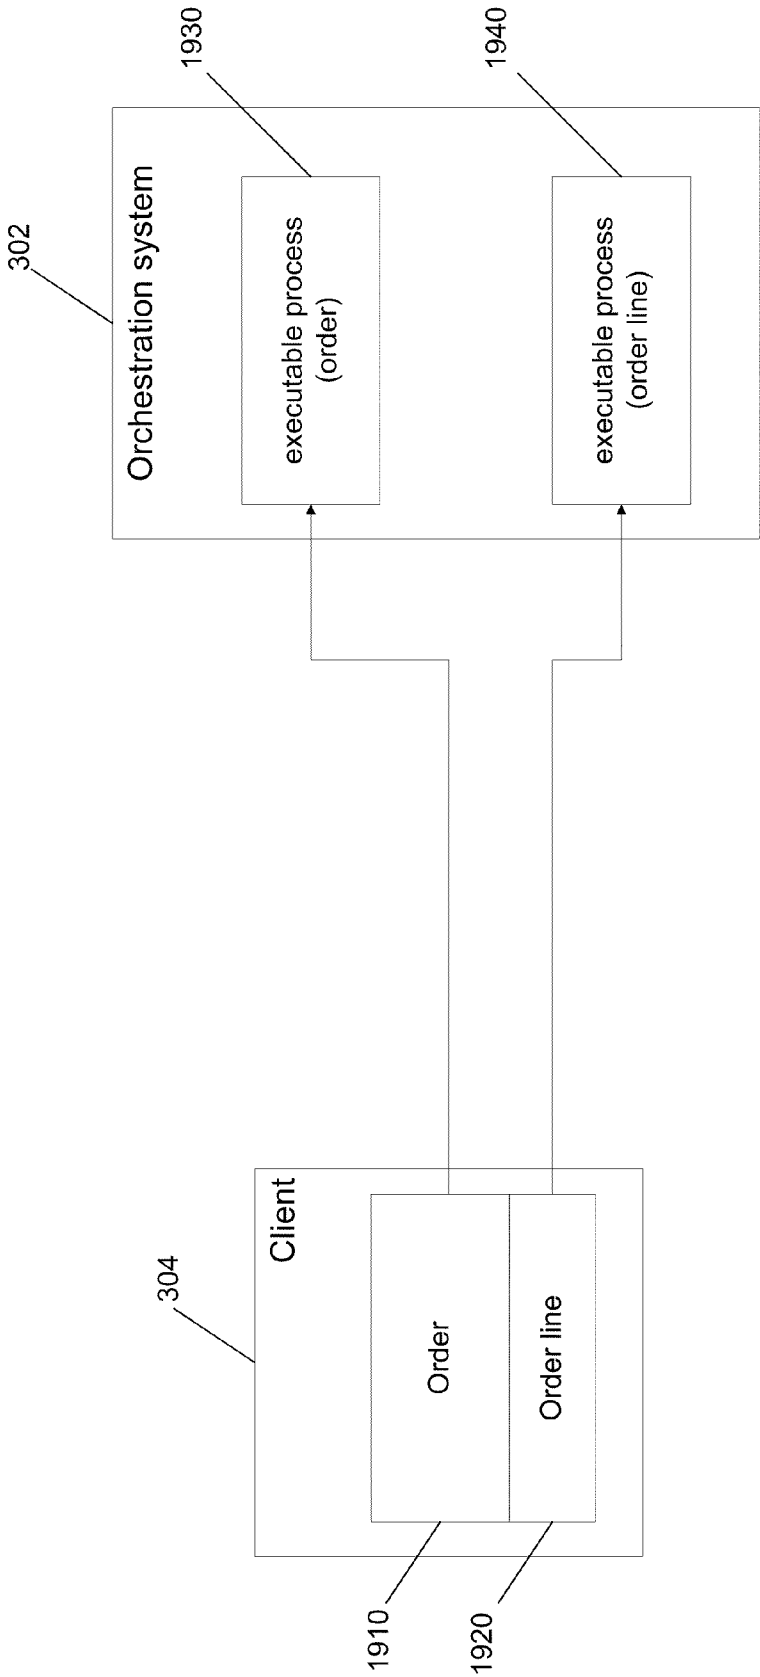 304
Client
1910
Order
1920
Order line
302
Orchestration system
1930
executable process
(order)
1940
executable process
(order line)